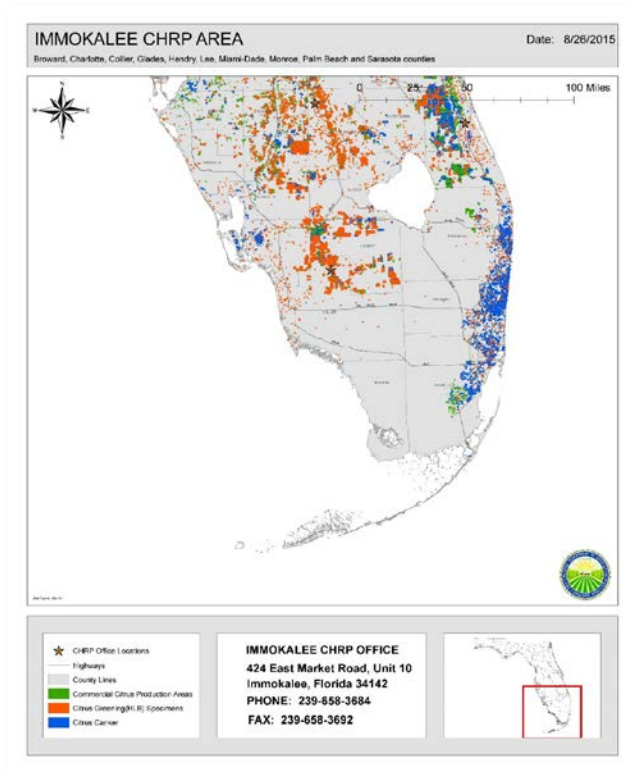 IMMOKALEE CHRP AREA
Date: 8/26/2015
Broward, Charlotte, Collier, Glades, Hendry, Lee, Miami-Dade, Monroe, Palm Beach and Sarasota counties
N
W E
0 25 50 100 Miles
CHRP Office Locations
Highways
County Lines
Commercial Citrus Production Areas
Citrus Greening(HLB) Specimens
Citrus Canker
IMMOKALEE CHRP OFFICE
424 East Market Road, Unit 10
Immokalee, Florida 34142
PHONE: 239-658-3684
FAX: 239-658-3692